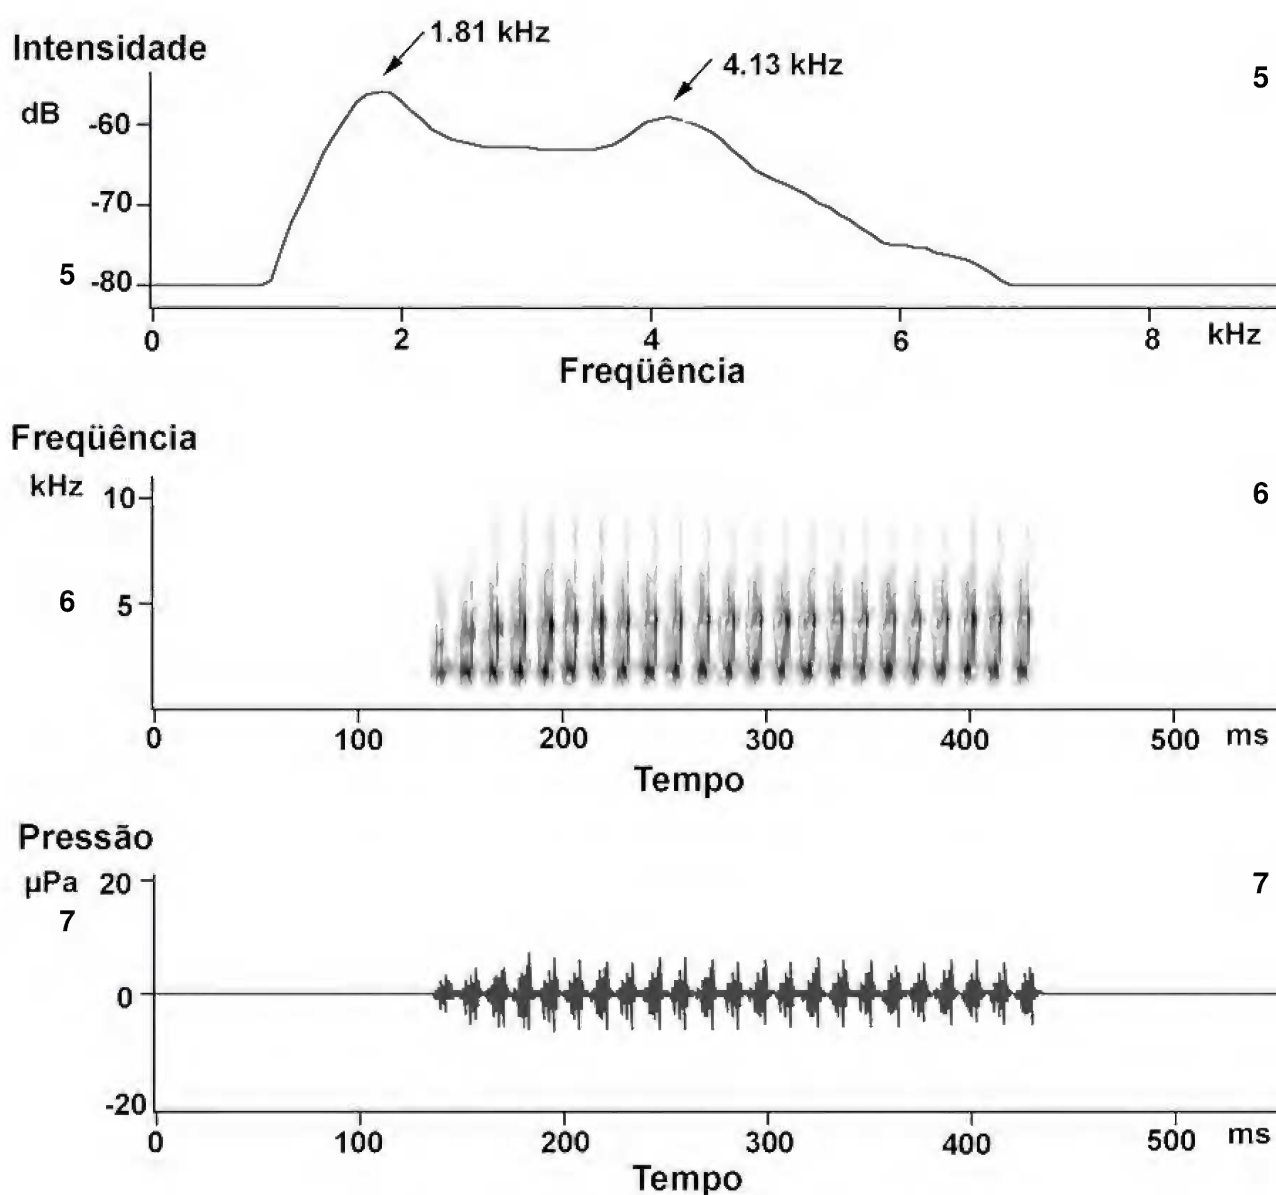 1.81 kHz
Intensidade
4.13 kHz
5
dB
-60
-70
5 -80
0 2 4 6 8 kHz
Freqüência
Freqüência
kHz 10
6
6 5
0 100 200 300 400 500 ms
Tempo
Pressão
µPa 20
7
7
0
-20
0 100 200 300 400 500 ms
Tempo